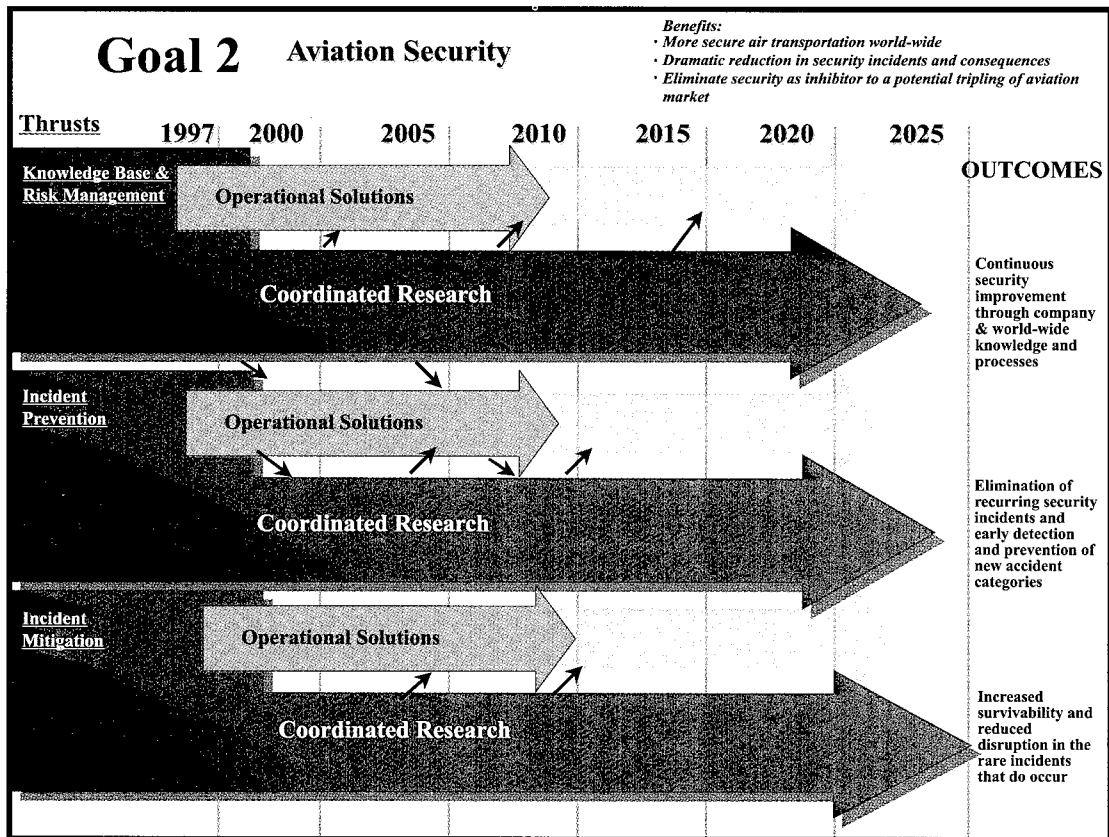 Goal 2 Aviation Security
Benefits:
· More secure air transportation world-wide
· Dramatic reduction in security incidents and consequences
· Eliminate security as inhibitor to a potential tripling of aviation
market
Thrusts
1997 2000 2005 2010 2015 2020 2025
OUTCOMES
Knowledge Base &
Risk Management
Operational Solutions
Coordinated Research
Continuous
security
improvement
through company
& world-wide
knowledge and
processes
Incident
Prevention
Operational Solutions
Coordinated Research
Elimination of
recurring security
incidents and
early detection
and prevention of
new accident
categories
Incident
Mitigation
Operational Solutions
Coordinated Research
Increased
survivability and
reduced
disruption in the
rare incidents
that do occur